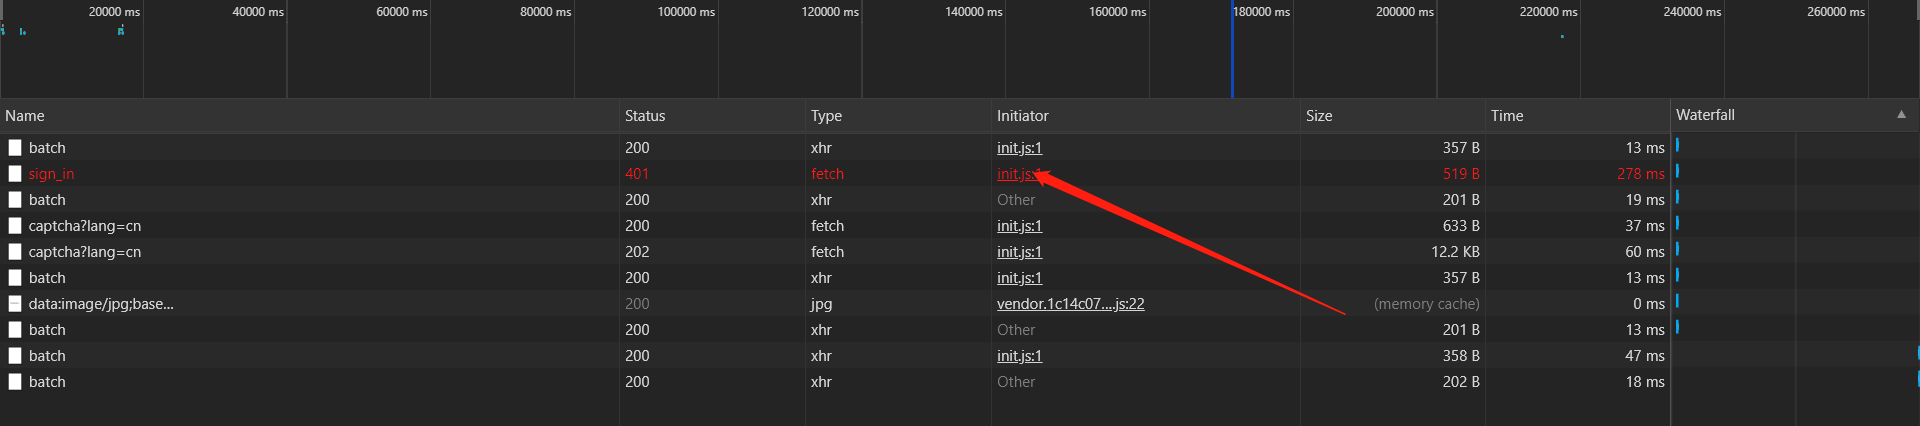 20000 ms 40000 ms 60000 ms 80000 ms 100000 ms 120000 ms 140000 ms 160000 ms 180000 ms 200000 ms 220000 ms 240000 ms 260000 ms
Name Status Type Initiator Size Time Waterfall
batch 200 xhr init.js:1 357 B 13 ms
sign_in 401 fetch init.js:1 519 B 278 ms
batch 200 xhr Other 201 B 19 ms
captcha?lang=cn 200 fetch init.js:1 633 B 37 ms
captcha?lang=cn 202 fetch init.js:1 12.2 KB 60 ms
batch 200 xhr init.js:1 357 B 13 ms
data:image/jpg;base... 200 jpg vendor.1c14c07....js:22 (memory cache) 0 ms
batch 200 xhr Other 201 B 13 ms
batch 200 xhr init.js:1 358 B 47 ms
batch 200 xhr Other 202 B 18 ms